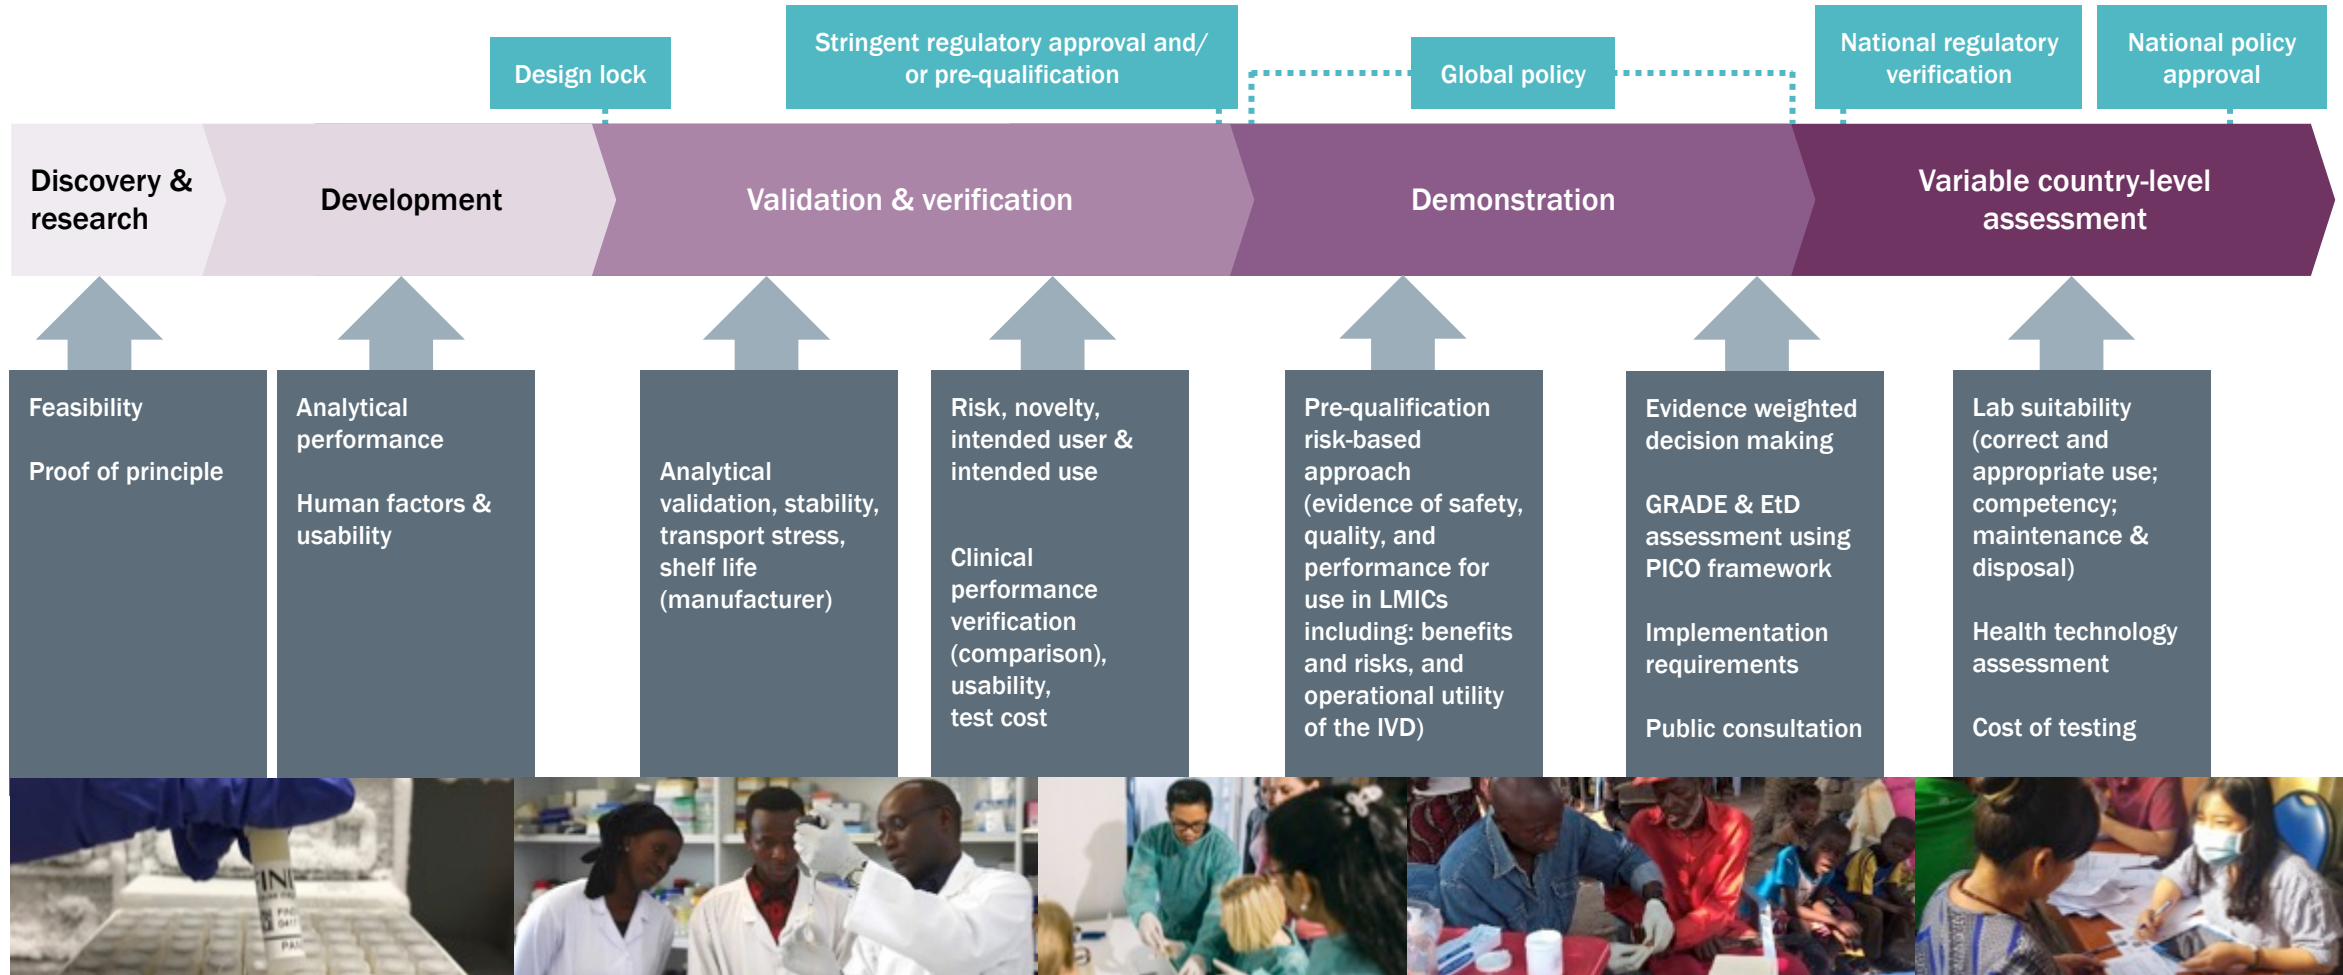 Design lock
Stringent regulatory approval and/
or pre-qualification
Global policy
National regulatory
verification
National policy
approval
Discovery &
research
Development
Validation & verification
Demonstration
Variable country-level
assessment
Feasibility
Proof of principle
Analytical
performance
Human factors &
usability
Analytical
validation, stability,
transport stress,
shelf life
(manufacturer)
Risk, novelty,
intended user &
intended use
Clinical
performance
verification
(comparison),
usability,
test cost
Pre-qualification
risk-based
approach
(evidence of safety,
quality, and
performance for
use in LMICs
including: benefits
and risks, and
operational utility
of the IVD)
Evidence weighted
decision making
GRADE & EtD
assessment using
PICO framework
Implementation
requirements
Public consultation
Lab suitability
(correct and
appropriate use;
competency;
maintenance &
disposal)
Health technology
assessment
Cost of testing